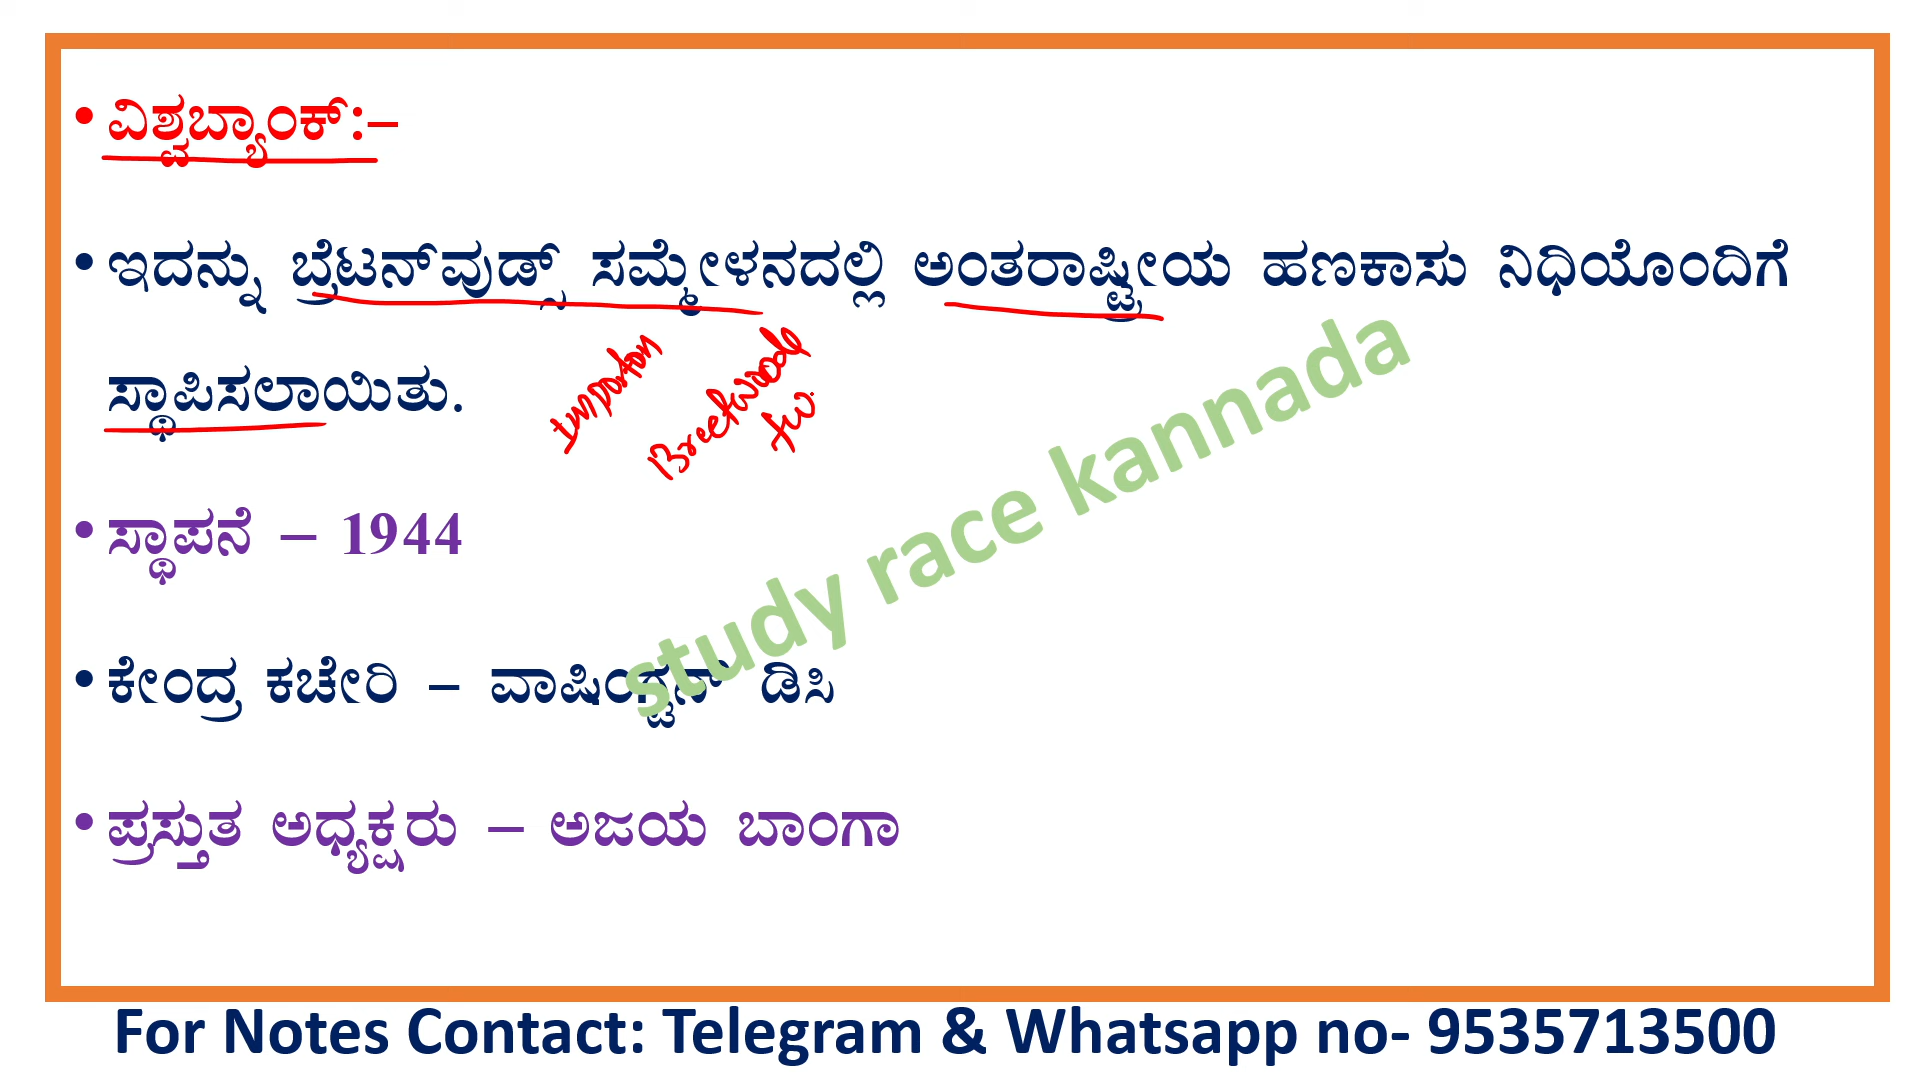 • ವಿಶ್ವಬ್ಯಾಂಕ್:–
• ಇದನ್ನು ಬ್ರೆಟನ್‌ವುಡ್ಸ್ ಸಮ್ಮೇಳನದಲ್ಲಿ ಅಂತರಾಷ್ಟ್ರೀಯ ಹಣಕಾಸು ನಿಧಿಯೊಂದಿಗೆ
ಸ್ಥಾಪಿಸಲಾಯಿತು.
• ಸ್ಥಾಪನೆ – 1944
• ಕೇಂದ್ರ ಕಚೇರಿ – ವಾಷಿಂಗ್ಟನ್ ಡಿಸಿ
• ಪ್ರಸ್ತುತ ಅಧ್ಯಕ್ಷರು – ಅಜಯ ಬಾಂಗಾ
study race kannada
For Notes Contact: Telegram & Whatsapp no- 9535713500